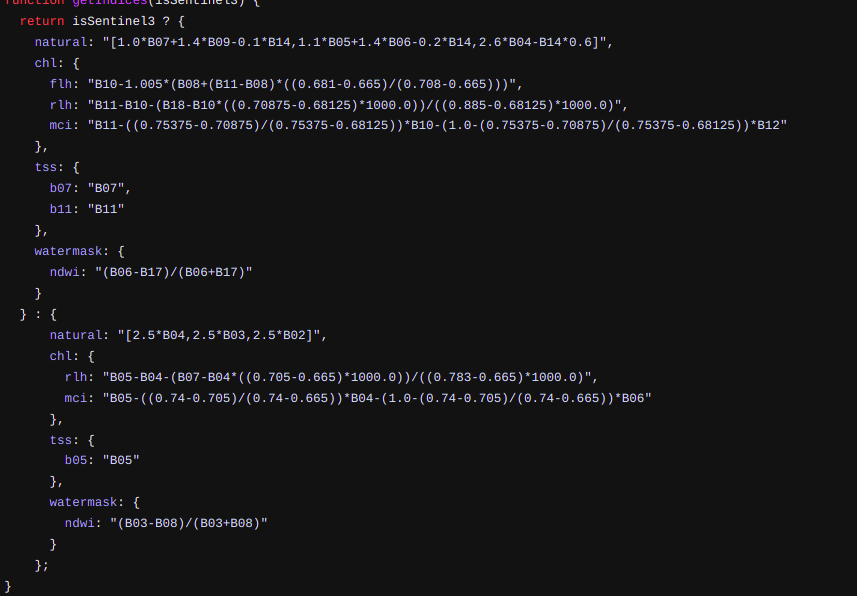 function getIndices(isSentinel3) {
  return isSentinel3 ? {
    natural: "[1.0*B07+1.4*B09-0.1*B14,1.1*B05+1.4*B06-0.2*B14,2.6*B04-B14*0.6]",
    chl: {
      flh: "B10-1.005*(B08+(B11-B08)*((0.681-0.665)/(0.708-0.665)))",
      rlh: "B11-B10-(B18-B10*((0.70875-0.68125)*1000.0))/((0.885-0.68125)*1000.0)",
      mci: "B11-((0.75375-0.70875)/(0.75375-0.68125))*B10-(1.0-(0.75375-0.70875)/(0.75375-0.68125))*B12"
    },
    tss: {
      b07: "B07",
      b11: "B11"
    },
    watermask: {
      ndwi: "(B06-B17)/(B06+B17)"
    }
  } : {
      natural: "[2.5*B04,2.5*B03,2.5*B02]",
      chl: {
        rlh: "B05-B04-(B07-B04*((0.705-0.665)*1000.0))/((0.783-0.665)*1000.0)",
        mci: "B05-((0.74-0.705)/(0.74-0.665))*B04-(1.0-(0.74-0.705)/(0.74-0.665))*B06"
      },
      tss: {
        b05: "B05"
      },
      watermask: {
        ndwi: "(B03-B08)/(B03+B08)"
      }
    };
}